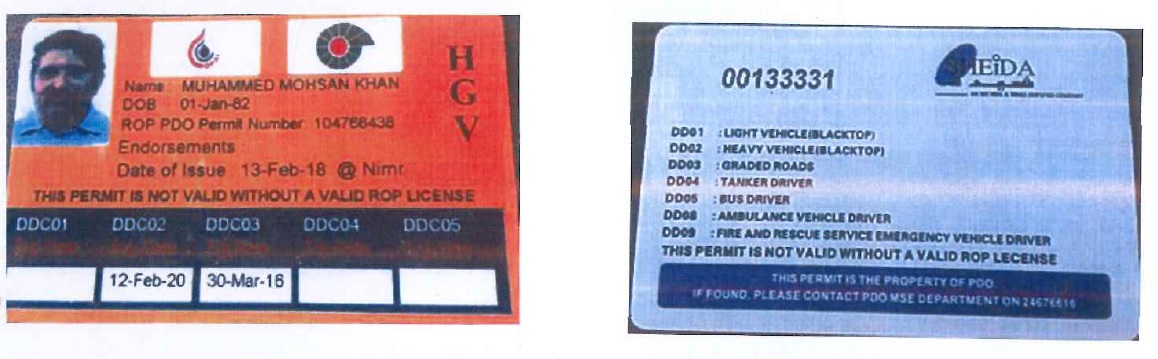 HGV
Name : MUHAMMED MOHSAN KHAN
DOB 01-Jan-82
ROP PDO Permit Number 104766438
Endorsements
Date of Issue 13-Feb-18 @ Nimr
THIS PERMIT IS NOT VALID WITHOUT A VALID ROP LICENSE
DDC01 DDC02 DDC03 DDC04 DDC05
12-Feb-20 30-Mar-16
00133331
SHEiDA
DD01 : LIGHT VEHICLE(BLACKTOP)
DD02 : HEAVY VEHICLE(BLACKTOP)
DD03 : GRADED ROADS
DD04 : TANKER DRIVER
DD05 : BUS DRIVER
DD08 : AMBULANCE VEHICLE DRIVER
DD09 : FIRE AND RESCUE SERVICE EMERGENCY VEHICLE DRIVER
THIS PERMIT IS NOT VALID WITHOUT A VALID ROP LECENSE
THIS PERMIT IS THE PROPERTY OF PDO.
IF FOUND, PLEASE CONTACT PDO MSE DEPARTMENT ON 24676616